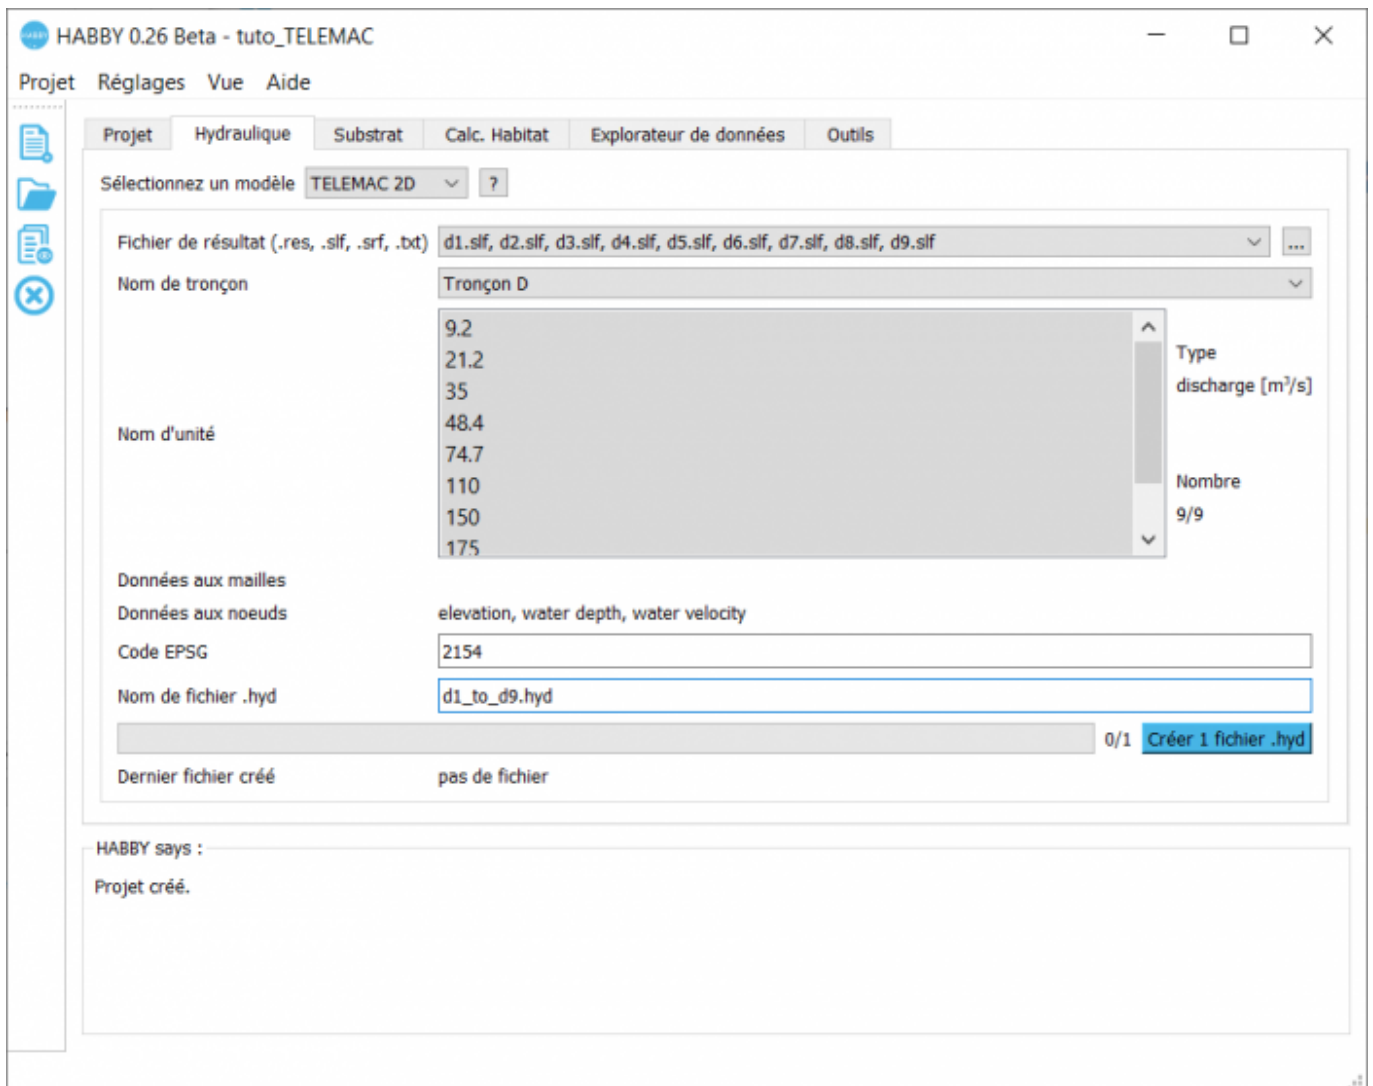 HABBY 0.26 Beta - tuto_TELEMAC
Projet Réglages Vue Aide
Projet Hydraulique Substrat Calc. Habitat Explorateur de données Outils
Sélectionnez un modèle TELEMAC 2D ?
Fichier de résultat (.res, .slf, .srf, .txt) d1.slf, d2.slf, d3.slf, d4.slf, d5.slf, d6.slf, d7.slf, d8.slf, d9.slf ...
Nom de tronçon Tronçon D
9.2
21.2
Type
35
discharge [m³/s]
48.4
Nom d'unité
74.7
110
Nombre
150
9/9
175
Données aux mailles
Données aux noeuds elevation, water depth, water velocity
Code EPSG 2154
Nom de fichier .hyd d1_to_d9.hyd
0/1 Créer 1 fichier .hyd
Dernier fichier créé pas de fichier
HABBY says :
Projet créé.